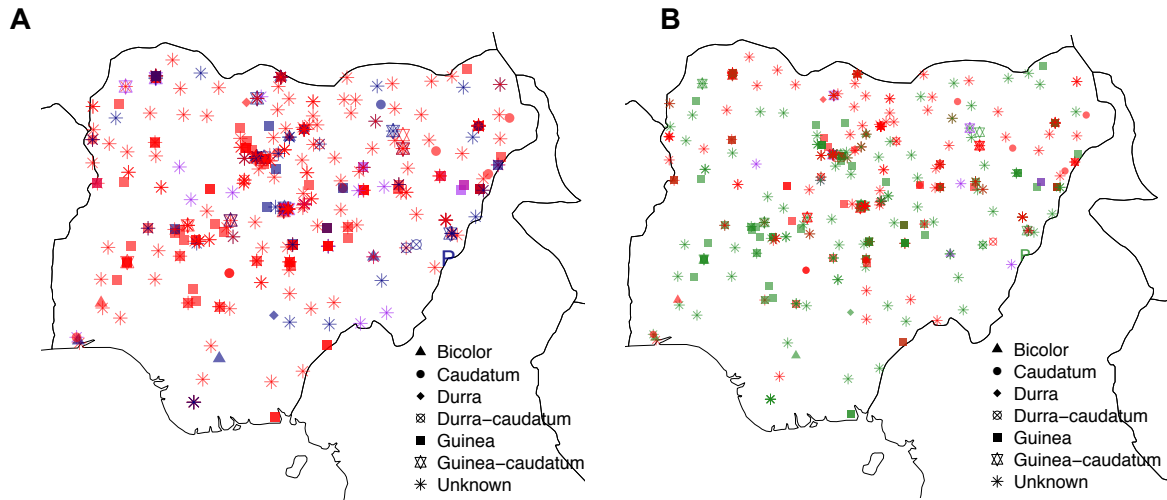 A
B
P
P
Bicolor
Caudatum
Durra
Durra−caudatum
Guinea
Guinea−caudatum
Unknown
Bicolor
Caudatum
Durra
Durra−caudatum
Guinea
Guinea−caudatum
Unknown